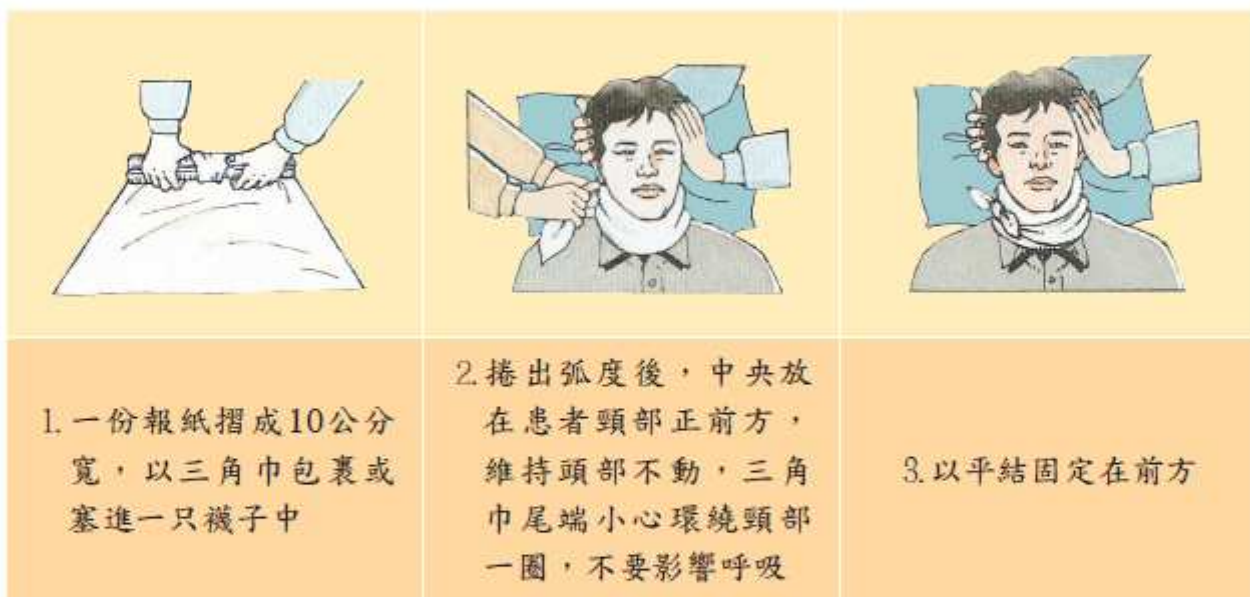 1.一份報紙摺成10公分
寬，以三角巾包裹或
塞進一只襪子中
2.捲出弧度後，中央放
在患者頸部正前方，
維持頭部不動，三角
巾尾端小心環繞頸部
一圈，不要影響呼吸
3.以平結固定在前方